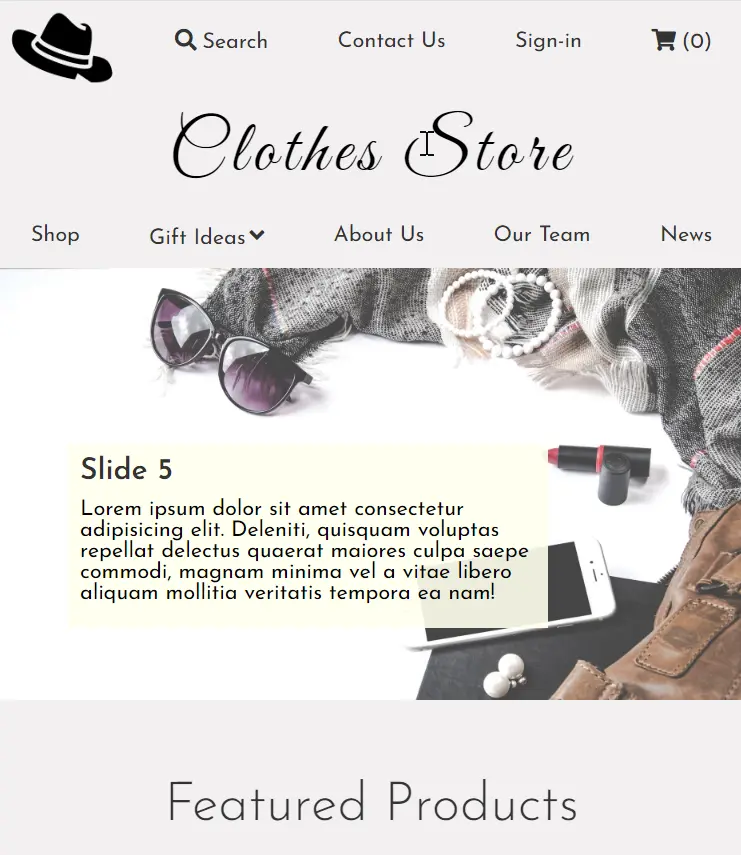 Search Contact Us Sign-in (0)
Clothes Store
Shop Gift Ideas About Us Our Team News
Slide 5
Lorem ipsum dolor sit amet consectetur
adipisicing elit. Deleniti, quisquam voluptas
repellat delectus quaerat maiores culpa saepe
commodi, magnam minima vel a vitae libero
aliquam mollitia veritatis tempora ea nam!
Featured Products